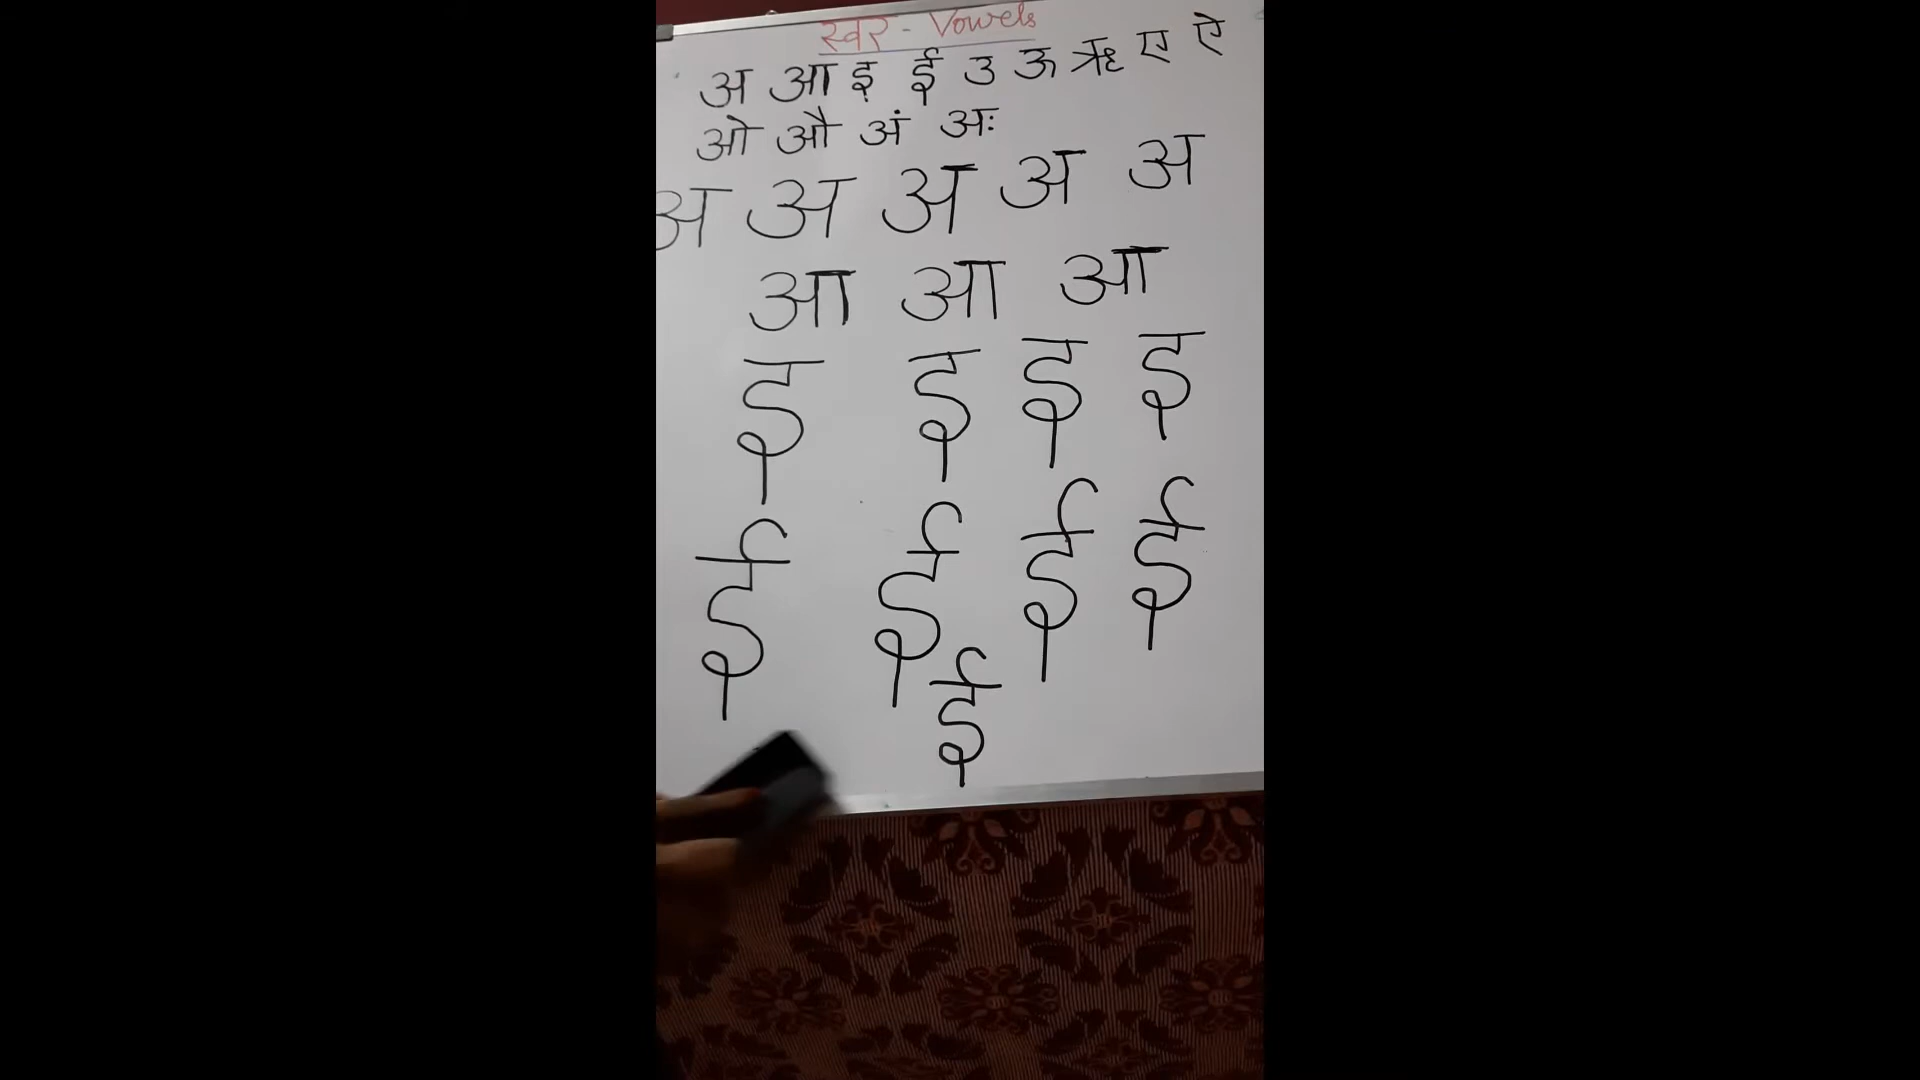 स्वर - Vowels
अ आ इ ई उ ऊ ऋ ए ऐ
ओ औ अं अः
अ अ अ अ अ
आ आ आ
इ इ इ इ
ई ई ई ई
ई